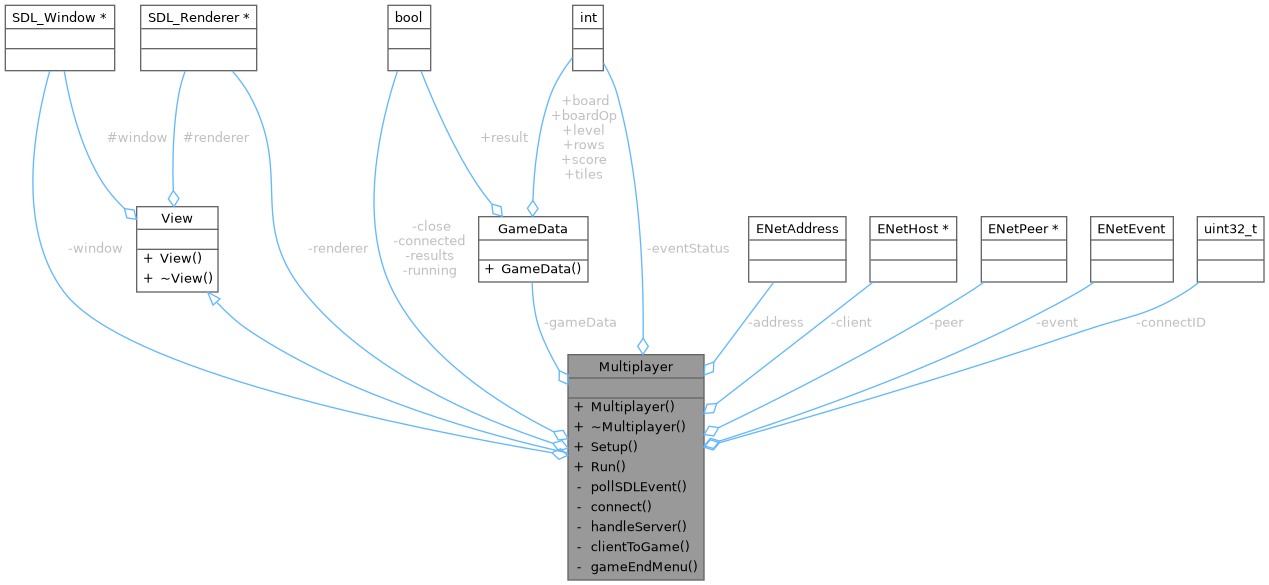 SDL_Window *
SDL_Renderer *
bool
int
+board
+boardOp
+level
+rows
+score
+tiles
#window
#renderer
+result
View
+ View()
+ ~View()
GameData
+ GameData()
ENetAddress
ENetHost *
ENetPeer *
ENetEvent
uint32_t
-window
-renderer
-close
-connected
-results
-running
-eventStatus
-gameData
-address
-client
-peer
-event
-connectID
Multiplayer
+ Multiplayer()
+ ~Multiplayer()
+ Setup()
+ Run()
- pollSDLEvent()
- connect()
- handleServer()
- clientToGame()
- gameEndMenu()